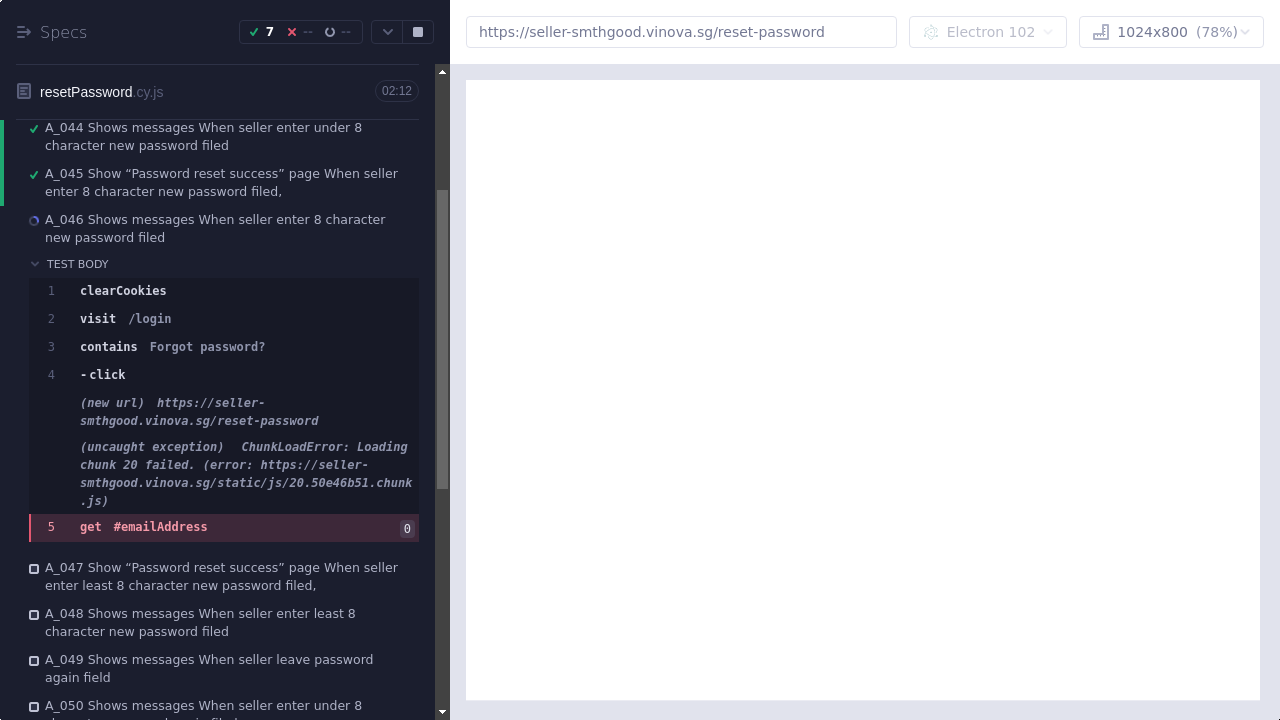 Specs
7
--
--
https://seller-smthgood.vinova.sg/reset-password
Electron 102
1024x800 (78%)
resetPassword.cy.js
02:12
A_044 Shows messages When seller enter under 8
character new password filed
A_045 Show “Password reset success” page When seller
enter 8 character new password filed,
A_046 Shows messages When seller enter 8 character
new password filed
TEST BODY
1 clearCookies
2 visit /login
3 contains Forgot password?
4 -click
(new url) https://seller-
smthgood.vinova.sg/reset-password
(uncaught exception) ChunkLoadError: Loading
chunk 20 failed. (error: https://seller-
smthgood.vinova.sg/static/js/20.50e46b51.chunk
.js)
5 get #emailAddress 0
A_047 Show “Password reset success” page When seller
enter least 8 character new password filed,
A_048 Shows messages When seller enter least 8
character new password filed
A_049 Shows messages When seller leave password
again field
A_050 Shows messages When seller enter under 8